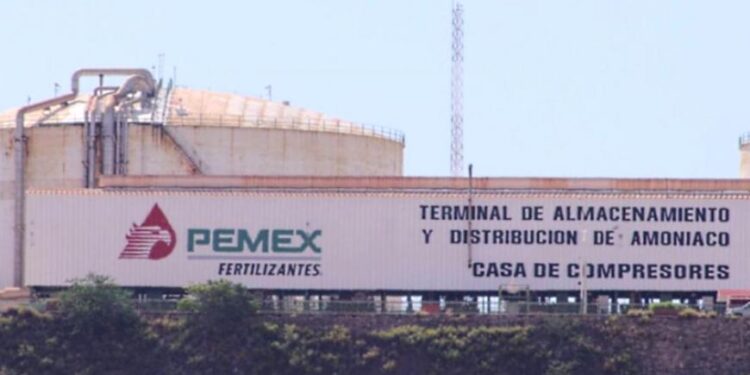 PEMEX
FERTILIZANTES
TERMINAL DE ALMACENAMIENTO
Y DISTRIBUCION DE AMONIACO
CASA DE COMPRESORES